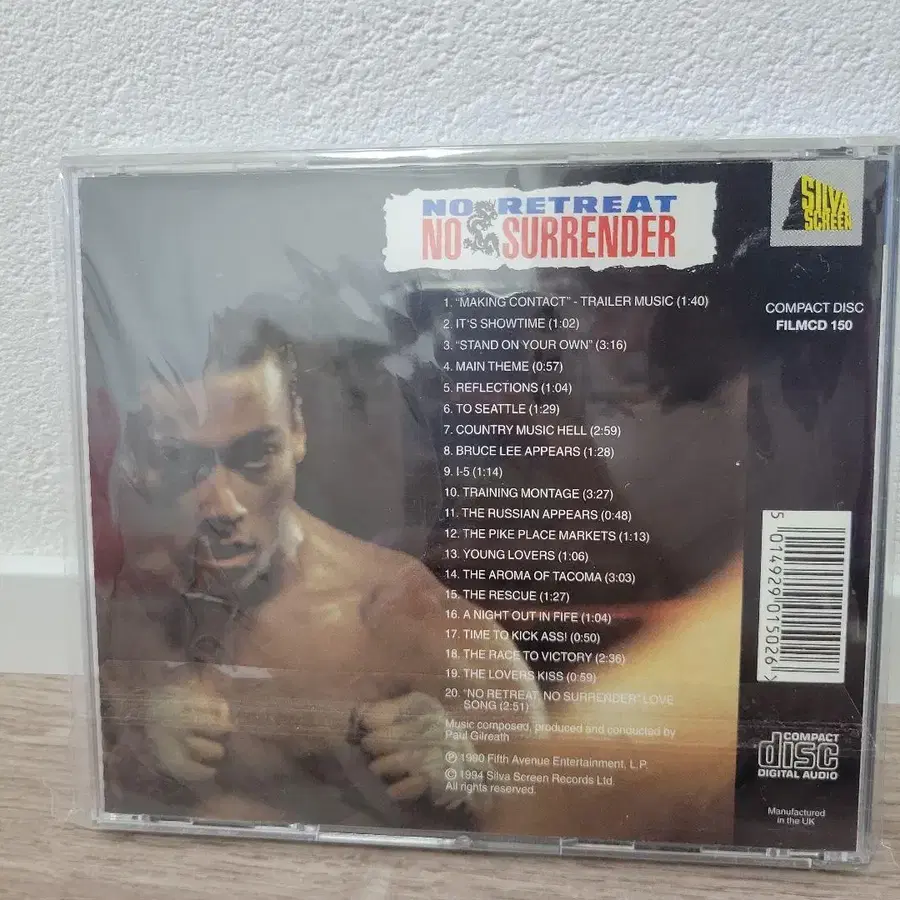 NO RETREAT
NO SURRENDER
SILVA
SCREEN
COMPACT DISC
FILMCD 150
1. "MAKING CONTACT" - TRAILER MUSIC (1:40)
2. IT'S SHOWTIME (1:02)
3. "STAND ON YOUR OWN" (3:16)
4. MAIN THEME (0:57)
5. REFLECTIONS (1:04)
6. TO SEATTLE (1:29)
7. COUNTRY MUSIC HELL (2:59)
8. BRUCE LEE APPEARS (1:28)
9. I-5 (1:14)
10. TRAINING MONTAGE (3:27)
11. THE RUSSIAN APPEARS (0:48)
12. THE PIKE PLACE MARKETS (1:13)
13. YOUNG LOVERS (1:06)
14. THE AROMA OF TACOMA (3:03)
15. THE RESCUE (1:27)
16. A NIGHT OUT IN FIFE (1:04)
17. TIME TO KICK ASS! (0:50)
18. THE RACE TO VICTORY (2:36)
19. THE LOVERS KISS (0:59)
20. "NO RETREAT, NO SURRENDER" LOVE
SONG (2:51)
Music composed, produced and conducted by
Paul Gilreath
℗ 1990 Fifth Avenue Entertainment, L.P.
© 1994 Silva Screen Records Ltd.
All rights reserved.
5 014929 015026 >
COMPACT
disc
DIGITAL AUDIO
Manufactured
in the UK